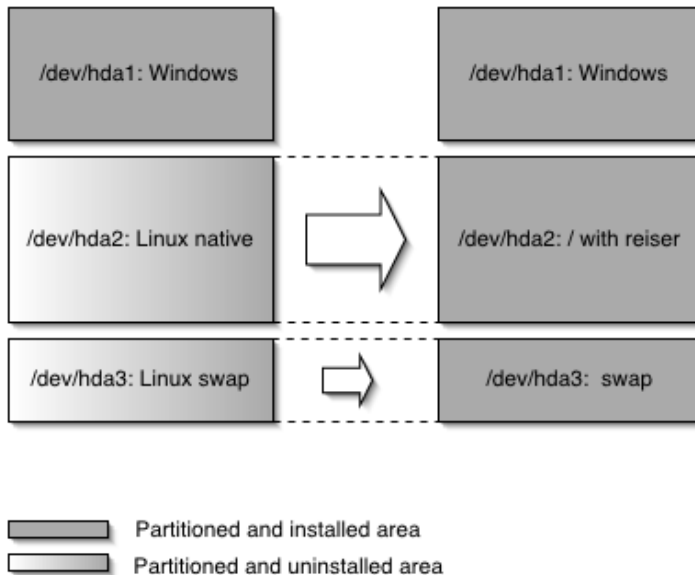 /dev/hda1: Windows
/dev/hda1: Windows
/dev/hda2: Linux native
/dev/hda2: / with reiser
/dev/hda3: Linux swap
/dev/hda3: swap
Partitioned and installed area
Partitioned and uninstalled area